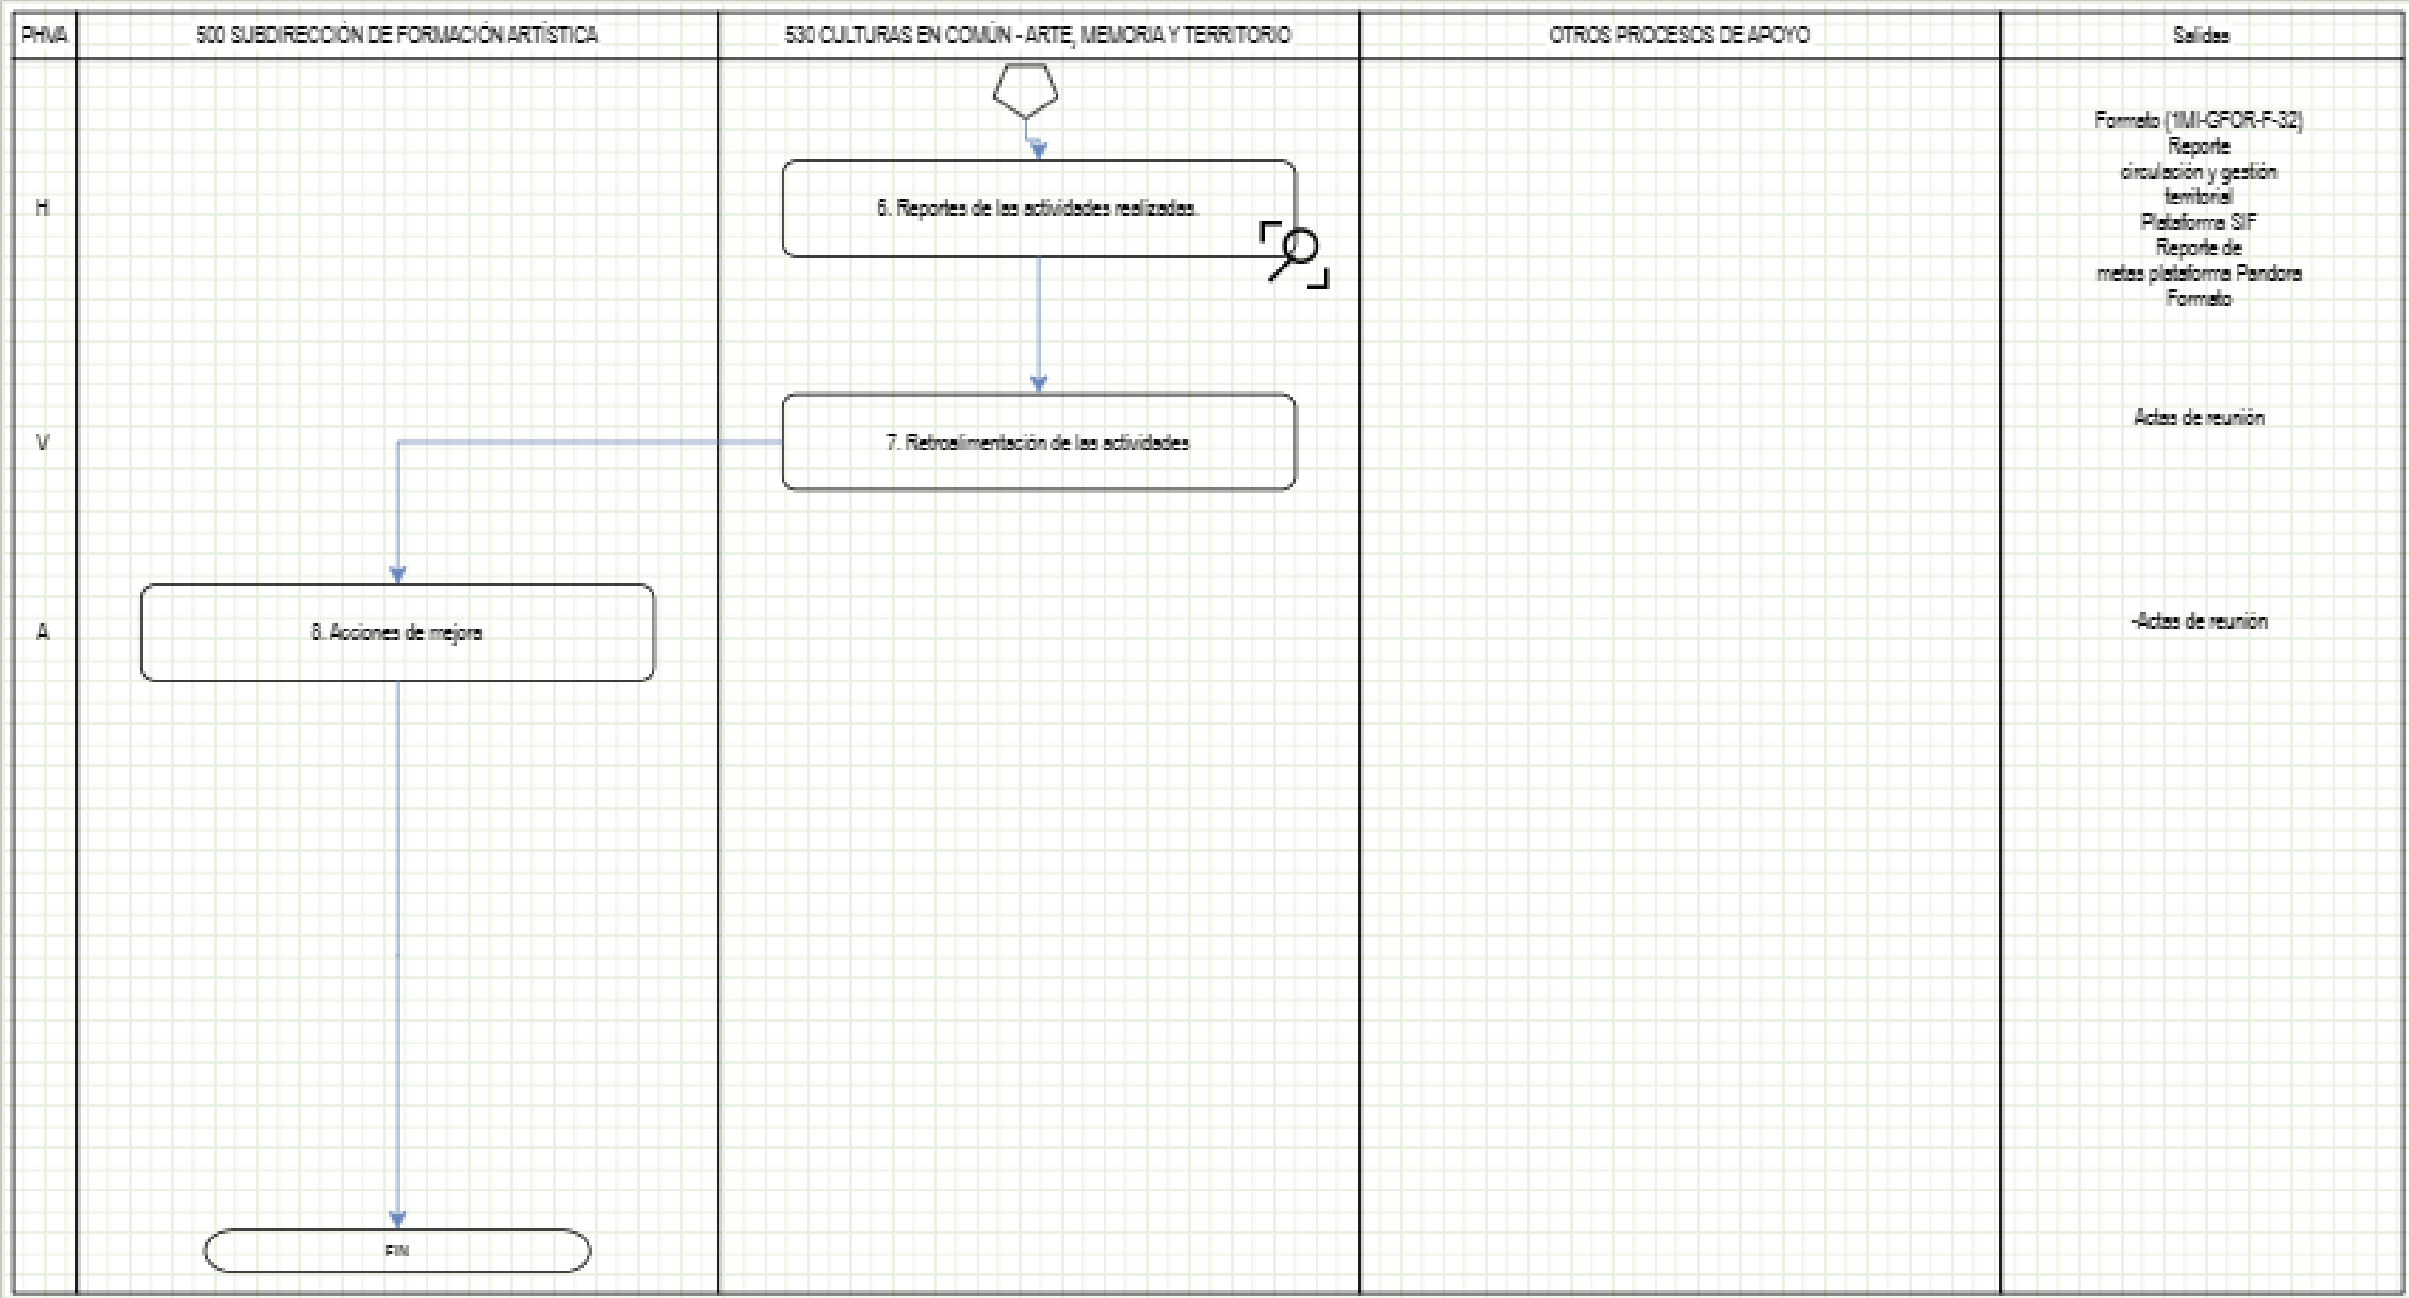 PHVA
500 SUBDIRECCIÓN DE FORMACIÓN ARTÍSTICA
530 CULTURAS EN COMÚN - ARTE, MEMORIA Y TERRITORIO
OTROS PROCESOS DE APOYO
Salidas
H
6. Reportes de las actividades realizadas.
Formato (1MI-GFOR-F-32)
Reporte
circulación y gestión
territorial
Plataforma SIF
Reporte de
metas plataforma Pandora
Formato
V
7. Retroalimentación de las actividades
Actas de reunión
A
8. Acciones de mejora
-Actas de reunión
FIN